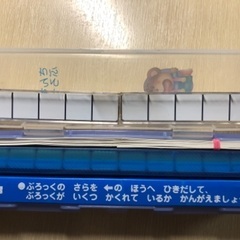 ●ぶろっくの さらを ←の ほうへ ひきだして、
ぶろっくが いくつ かくれて いるか かんがえましょう